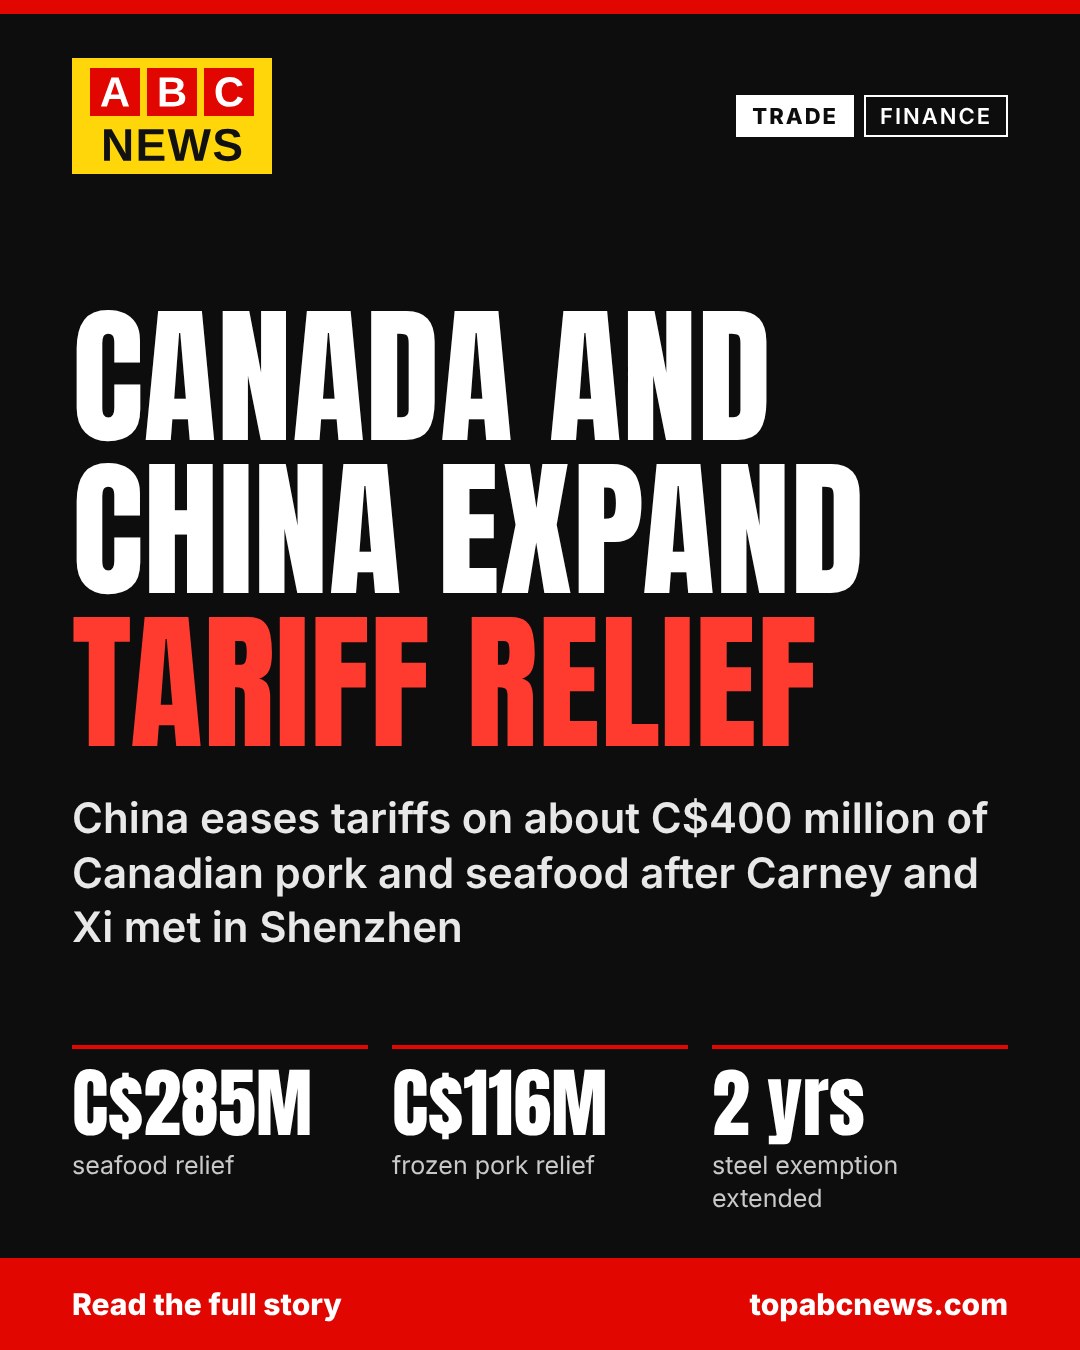 ABC
NEWS
TRADE
FINANCE
CANADA AND
CHINA EXPAND
TARIFF RELIEF
China eases tariffs on about C$400 million of
Canadian pork and seafood after Carney and
Xi met in Shenzhen
C$285M
seafood relief
C$116M
frozen pork relief
2 yrs
steel exemption
extended
Read the full story
topabcnews.com